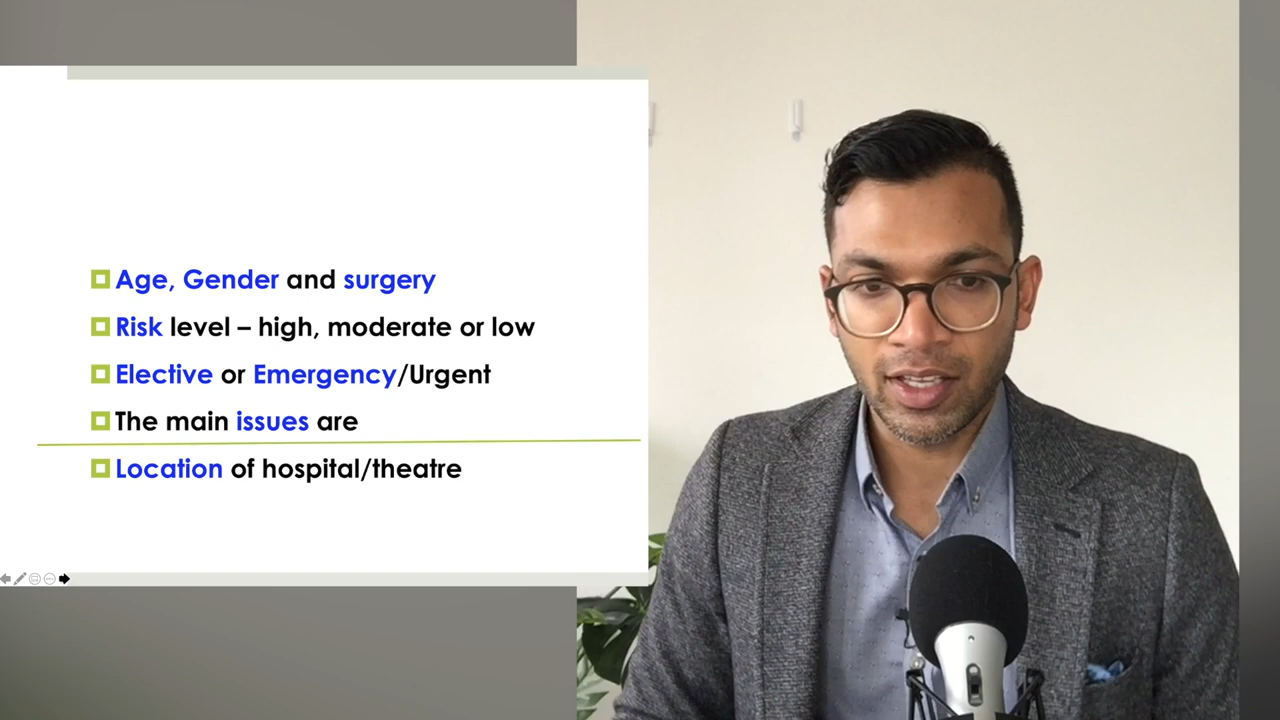 Age, Gender and surgery
Risk level – high, moderate or low
Elective or Emergency/Urgent
The main issues are
Location of hospital/theatre